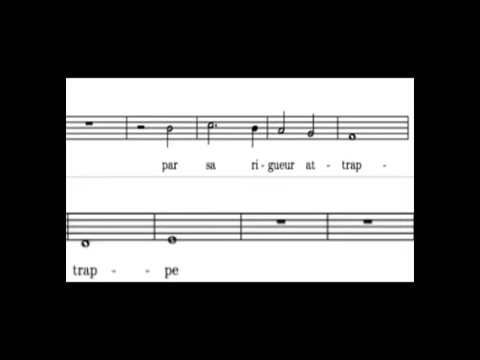 par sa ri - gueur at - trap -
trap - - pe